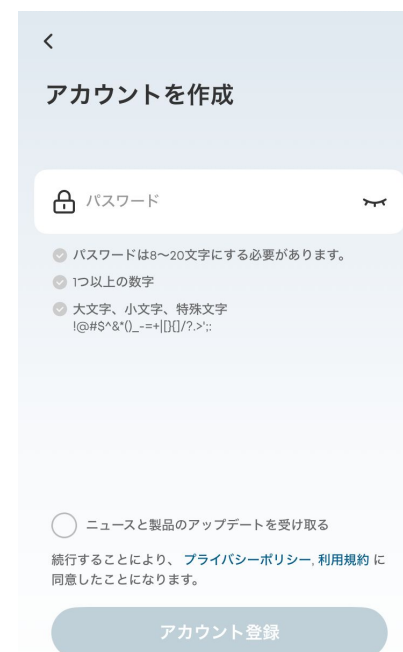 アカウントを作成
パスワード
パスワードは8～20文字にする必要があります。
1つ以上の数字
大文字、小文字、特殊文字
!@#$^&*()_-=+|[}{]/?.>';:
ニュースと製品のアップデートを受け取る
続行することにより、 プライバシーポリシー, 利用規約 に
同意したことになります。
アカウント登録